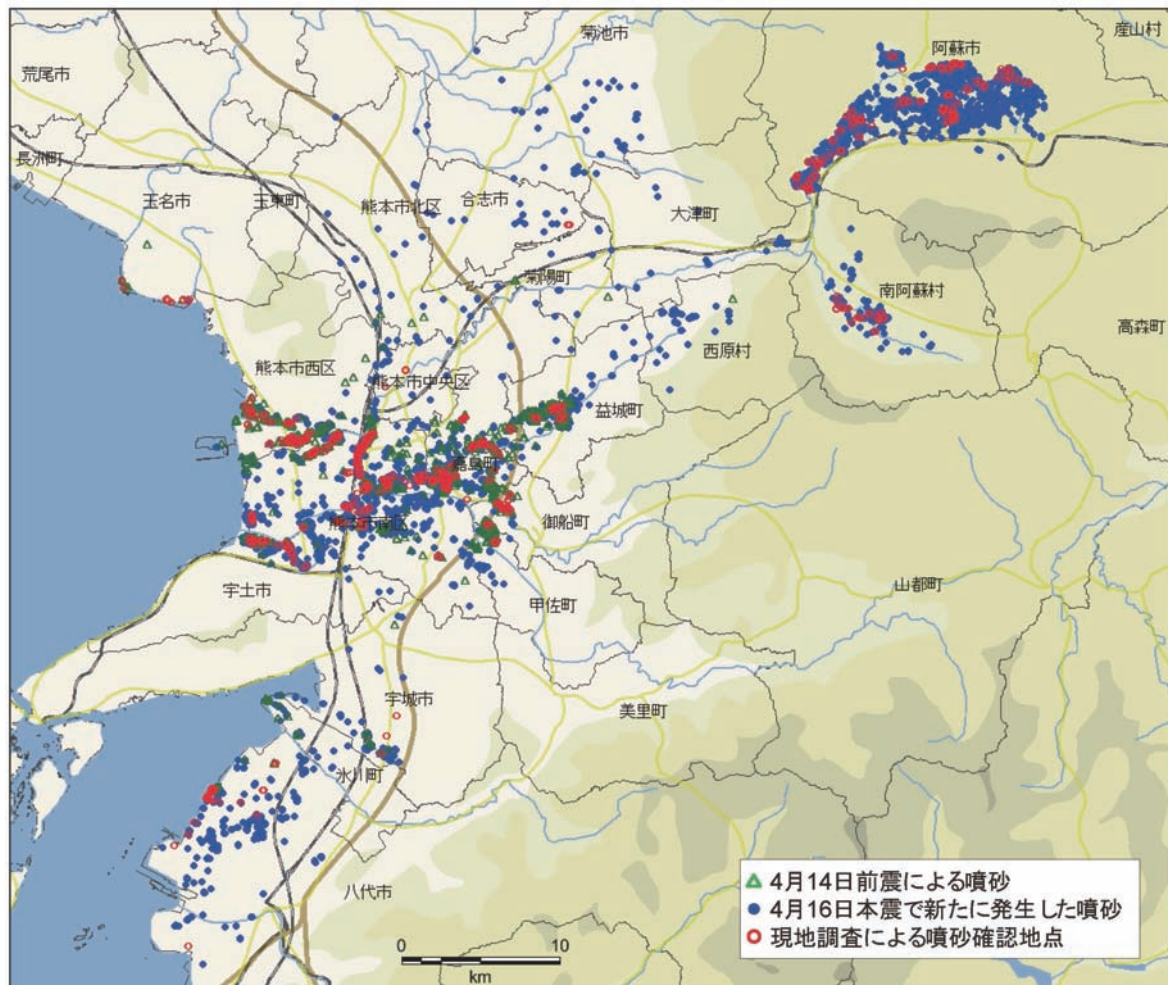 菊池市
阿蘇市
産山村
荒尾市
長洲町
玉名市
玉東町
熊本市北区
合志市
大津町
菊陽町
南阿蘇村
高森町
西原村
熊本市西区
熊本市中央区
益城町
嘉島町
熊本市南区
御船町
宇土市
甲佐町
山都町
宇城市
美里町
氷川町
八代市
4月14日前震による噴砂
4月16日本震で新たに発生した噴砂
現地調査による噴砂確認地点
0 10
km